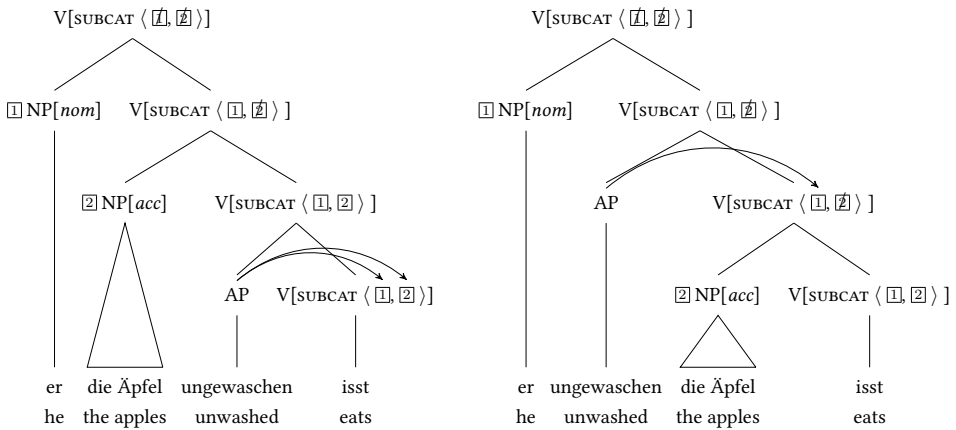 V[SUBCAT ⟨ 1̸, 2̸ ⟩ ] V[SUBCAT ⟨ 1̸, 2̸ ⟩ ]
1 NP[nom] V[SUBCAT ⟨ 1, 2̸ ⟩ ] 1 NP[nom] V[SUBCAT ⟨ 1, 2̸ ⟩ ]
2 NP[acc] V[SUBCAT ⟨ 1, 2 ⟩ ] AP V[SUBCAT ⟨ 1, 2̸ ⟩ ]
AP V[SUBCAT ⟨ 1, 2 ⟩] 2 NP[acc] V[SUBCAT ⟨ 1, 2 ⟩ ]
er die Äpfel ungewaschen isst er ungewaschen die Äpfel isst
he the apples unwashed eats he unwashed the apples eats